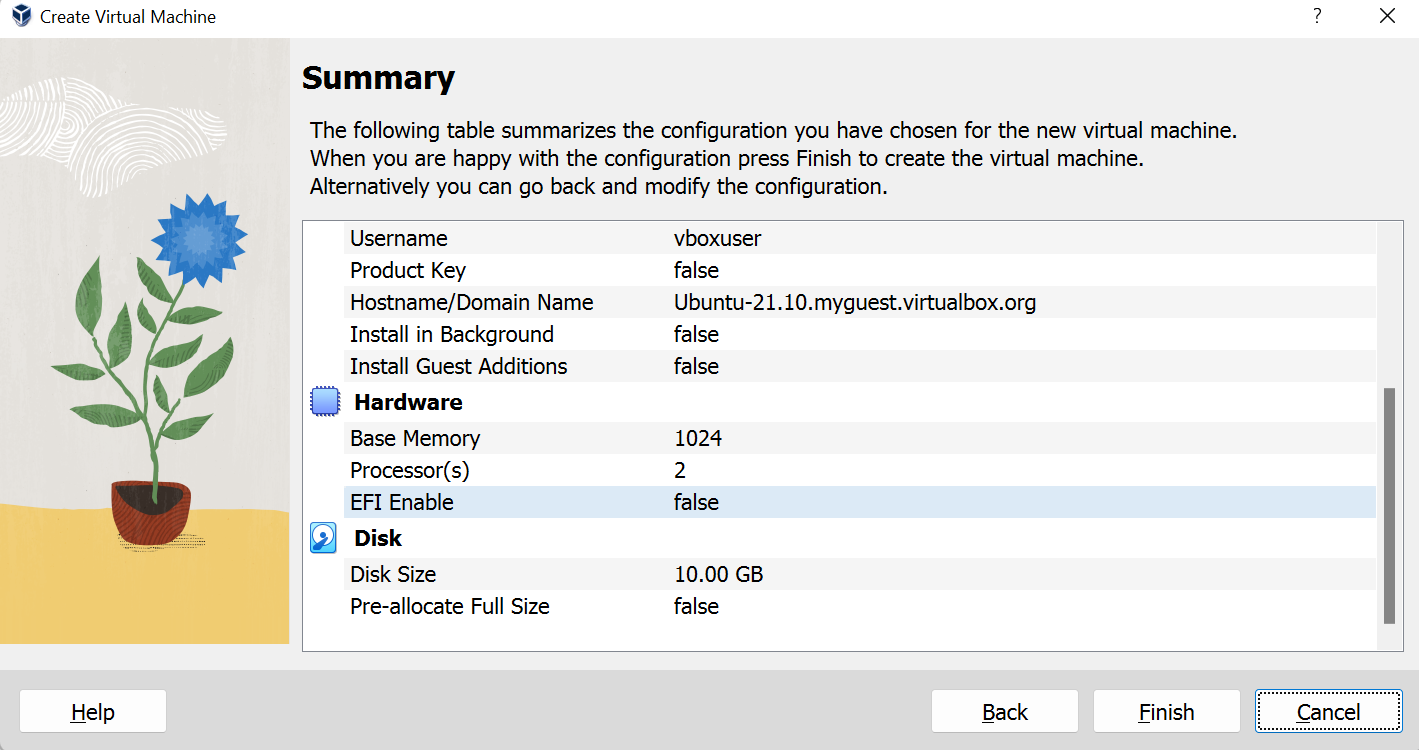 Create Virtual Machine
?
Summary
The following table summarizes the configuration you have chosen for the new virtual machine.
When you are happy with the configuration press Finish to create the virtual machine.
Alternatively you can go back and modify the configuration.
Username vboxuser
Product Key false
Hostname/Domain Name Ubuntu-21.10.myguest.virtualbox.org
Install in Background false
Install Guest Additions false
Hardware
Base Memory 1024
Processor(s) 2
EFI Enable false
Disk
Disk Size 10.00 GB
Pre-allocate Full Size false
Help Back Finish Cancel